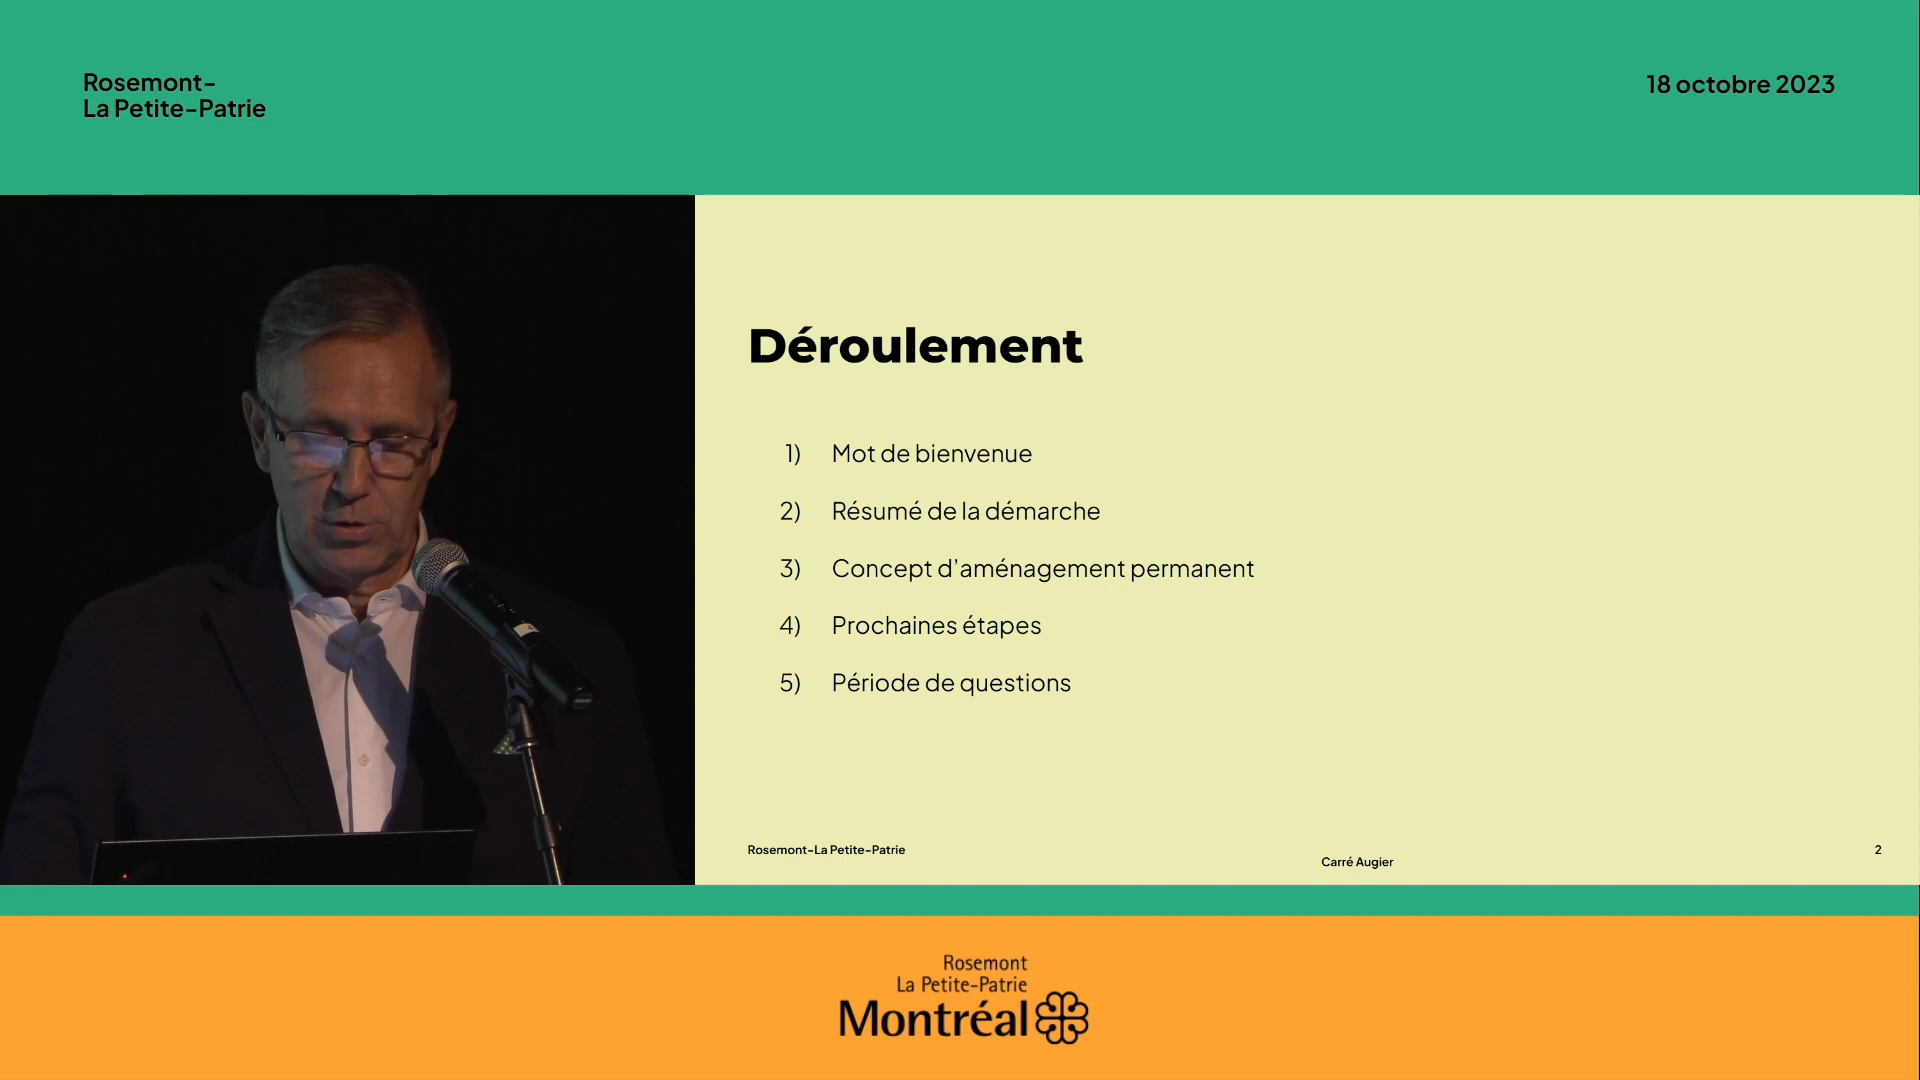 Rosemont-
La Petite-Patrie
18 octobre 2023
Déroulement
1) Mot de bienvenue
2) Résumé de la démarche
3) Concept d’aménagement permanent
4) Prochaines étapes
5) Période de questions
Rosemont-La Petite-Patrie
Carré Augier
2
Rosemont
La Petite-Patrie
Montréal